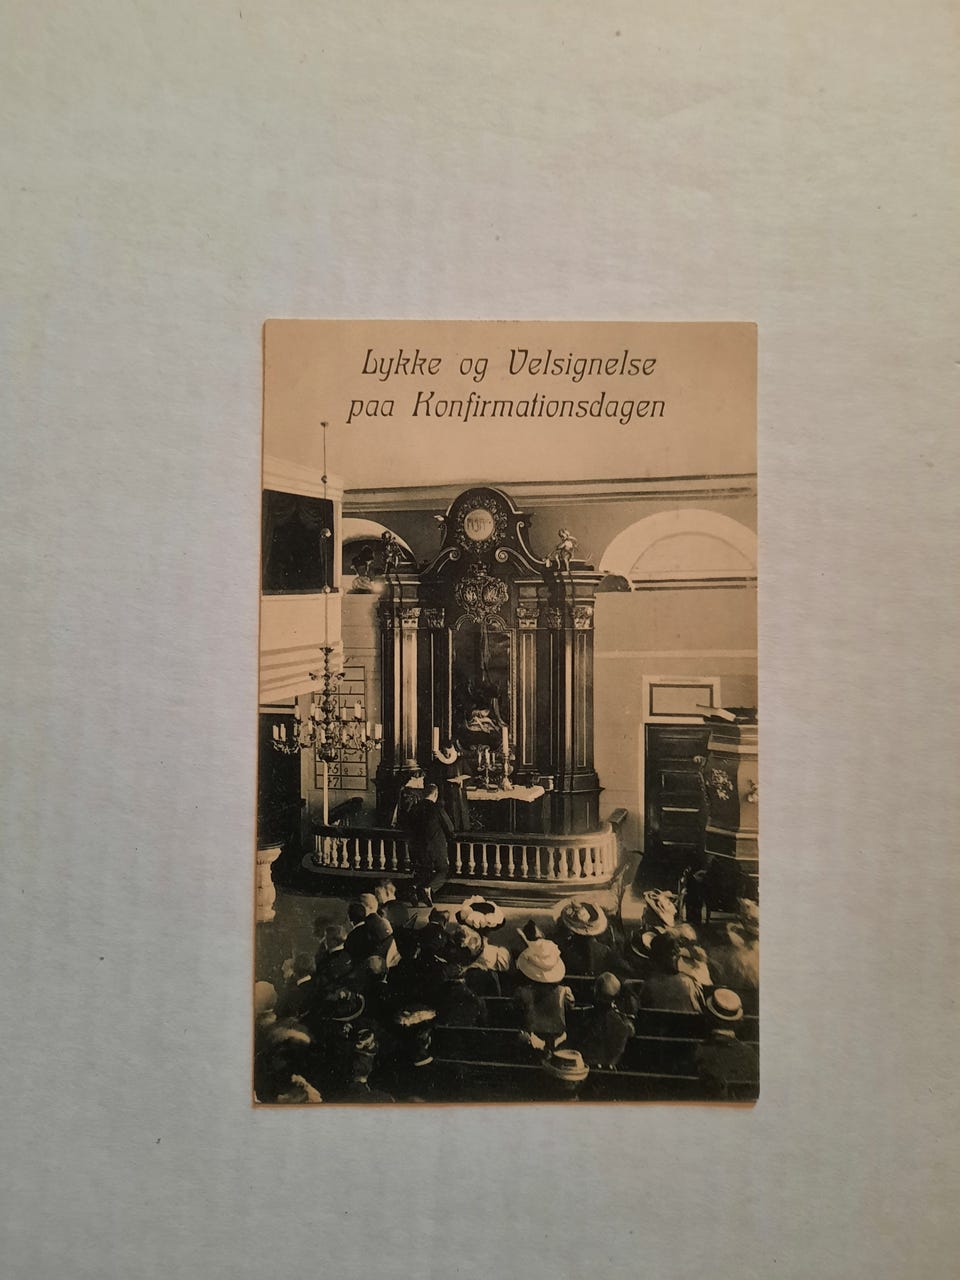 Lykke og Velsignelse
paa Konfirmationsdagen